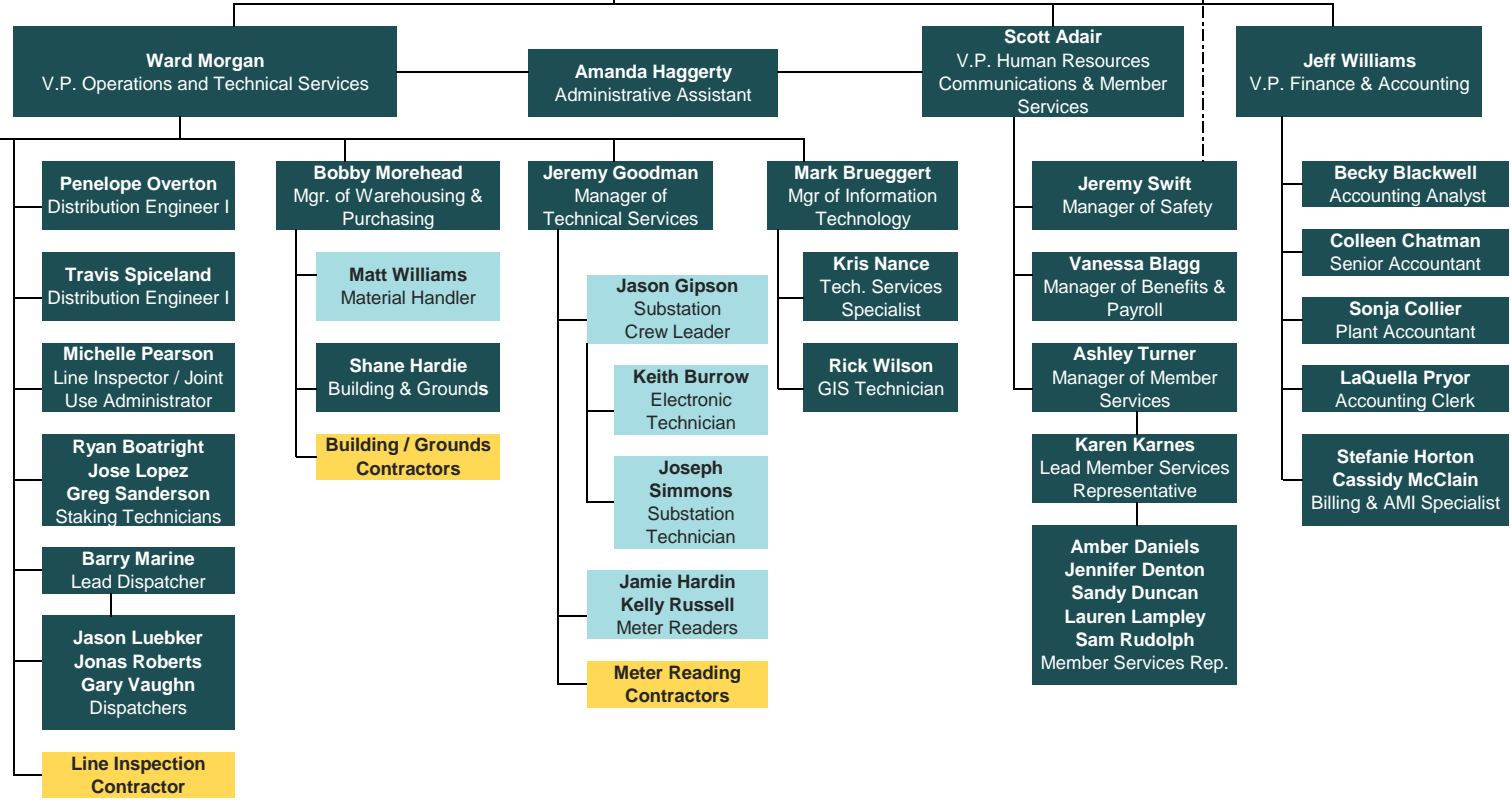 Ward Morgan
V.P. Operations and Technical Services
Amanda Haggerty
Administrative Assistant
Scott Adair
V.P. Human Resources
Communications & Member
Services
Jeff Williams
V.P. Finance & Accounting
Penelope Overton
Distribution Engineer I
Travis Spiceland
Distribution Engineer I
Michelle Pearson
Line Inspector / Joint
Use Administrator
Ryan Boatright
Jose Lopez
Greg Sanderson
Staking Technicians
Barry Marine
Lead Dispatcher
Jason Luebker
Jonas Roberts
Gary Vaughn
Dispatchers
Line Inspection
Contractor
Bobby Morehead
Mgr. of Warehousing &
Purchasing
Matt Williams
Material Handler
Shane Hardie
Building & Grounds
Building / Grounds
Contractors
Jeremy Goodman
Manager of
Technical Services
Jason Gipson
Substation
Crew Leader
Keith Burrow
Electronic
Technician
Joseph
Simmons
Substation
Technician
Jamie Hardin
Kelly Russell
Meter Readers
Meter Reading
Contractors
Mark Brueggert
Mgr of Information
Technology
Kris Nance
Tech. Services
Specialist
Rick Wilson
GIS Technician
Jeremy Swift
Manager of Safety
Vanessa Blagg
Manager of Benefits &
Payroll
Ashley Turner
Manager of Member
Services
Karen Karnes
Lead Member Services
Representative
Amber Daniels
Jennifer Denton
Sandy Duncan
Lauren Lampley
Sam Rudolph
Member Services Rep.
Becky Blackwell
Accounting Analyst
Colleen Chatman
Senior Accountant
Sonja Collier
Plant Accountant
LaQuella Pryor
Accounting Clerk
Stefanie Horton
Cassidy McClain
Billing & AMI Specialist